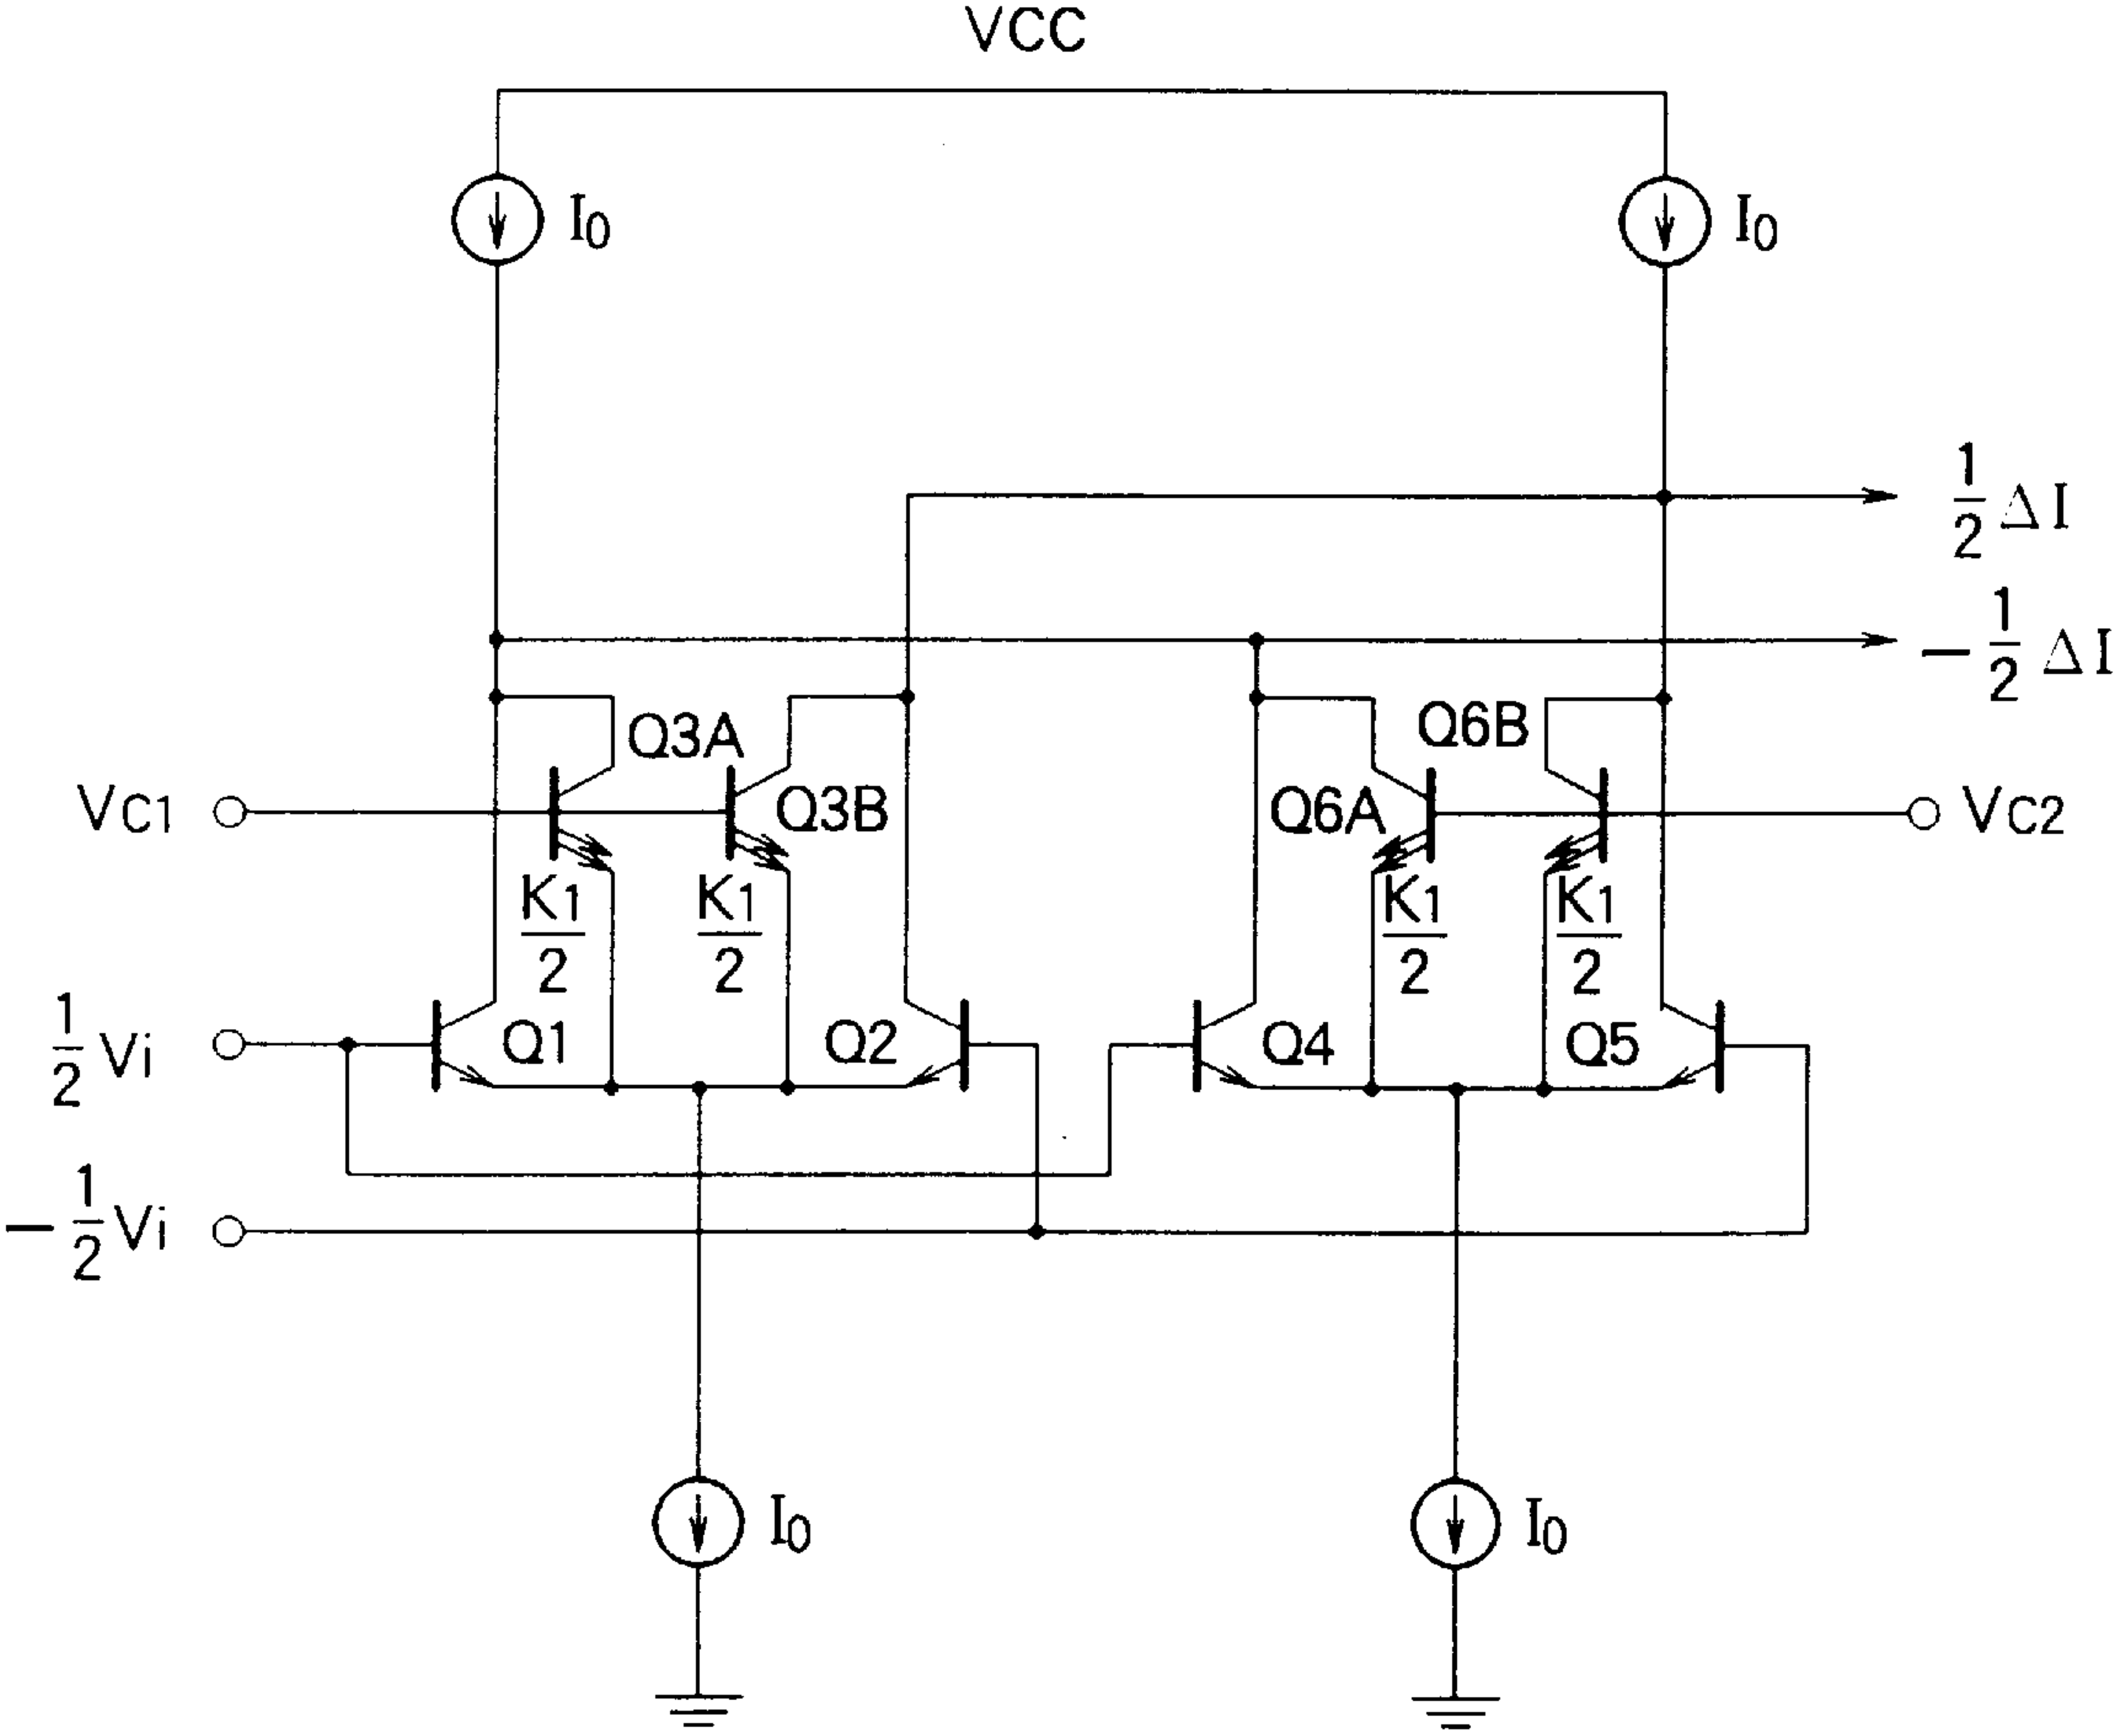 VCC
I0
I0
1/2 ΔI
-1/2 ΔI
Q3A
Q6B
VC1
Q3B
Q6A
VC2
K1/2
K1/2
K1/2
K1/2
1/2 Vi
Q1
Q2
Q4
Q5
-1/2 Vi
I0
I0